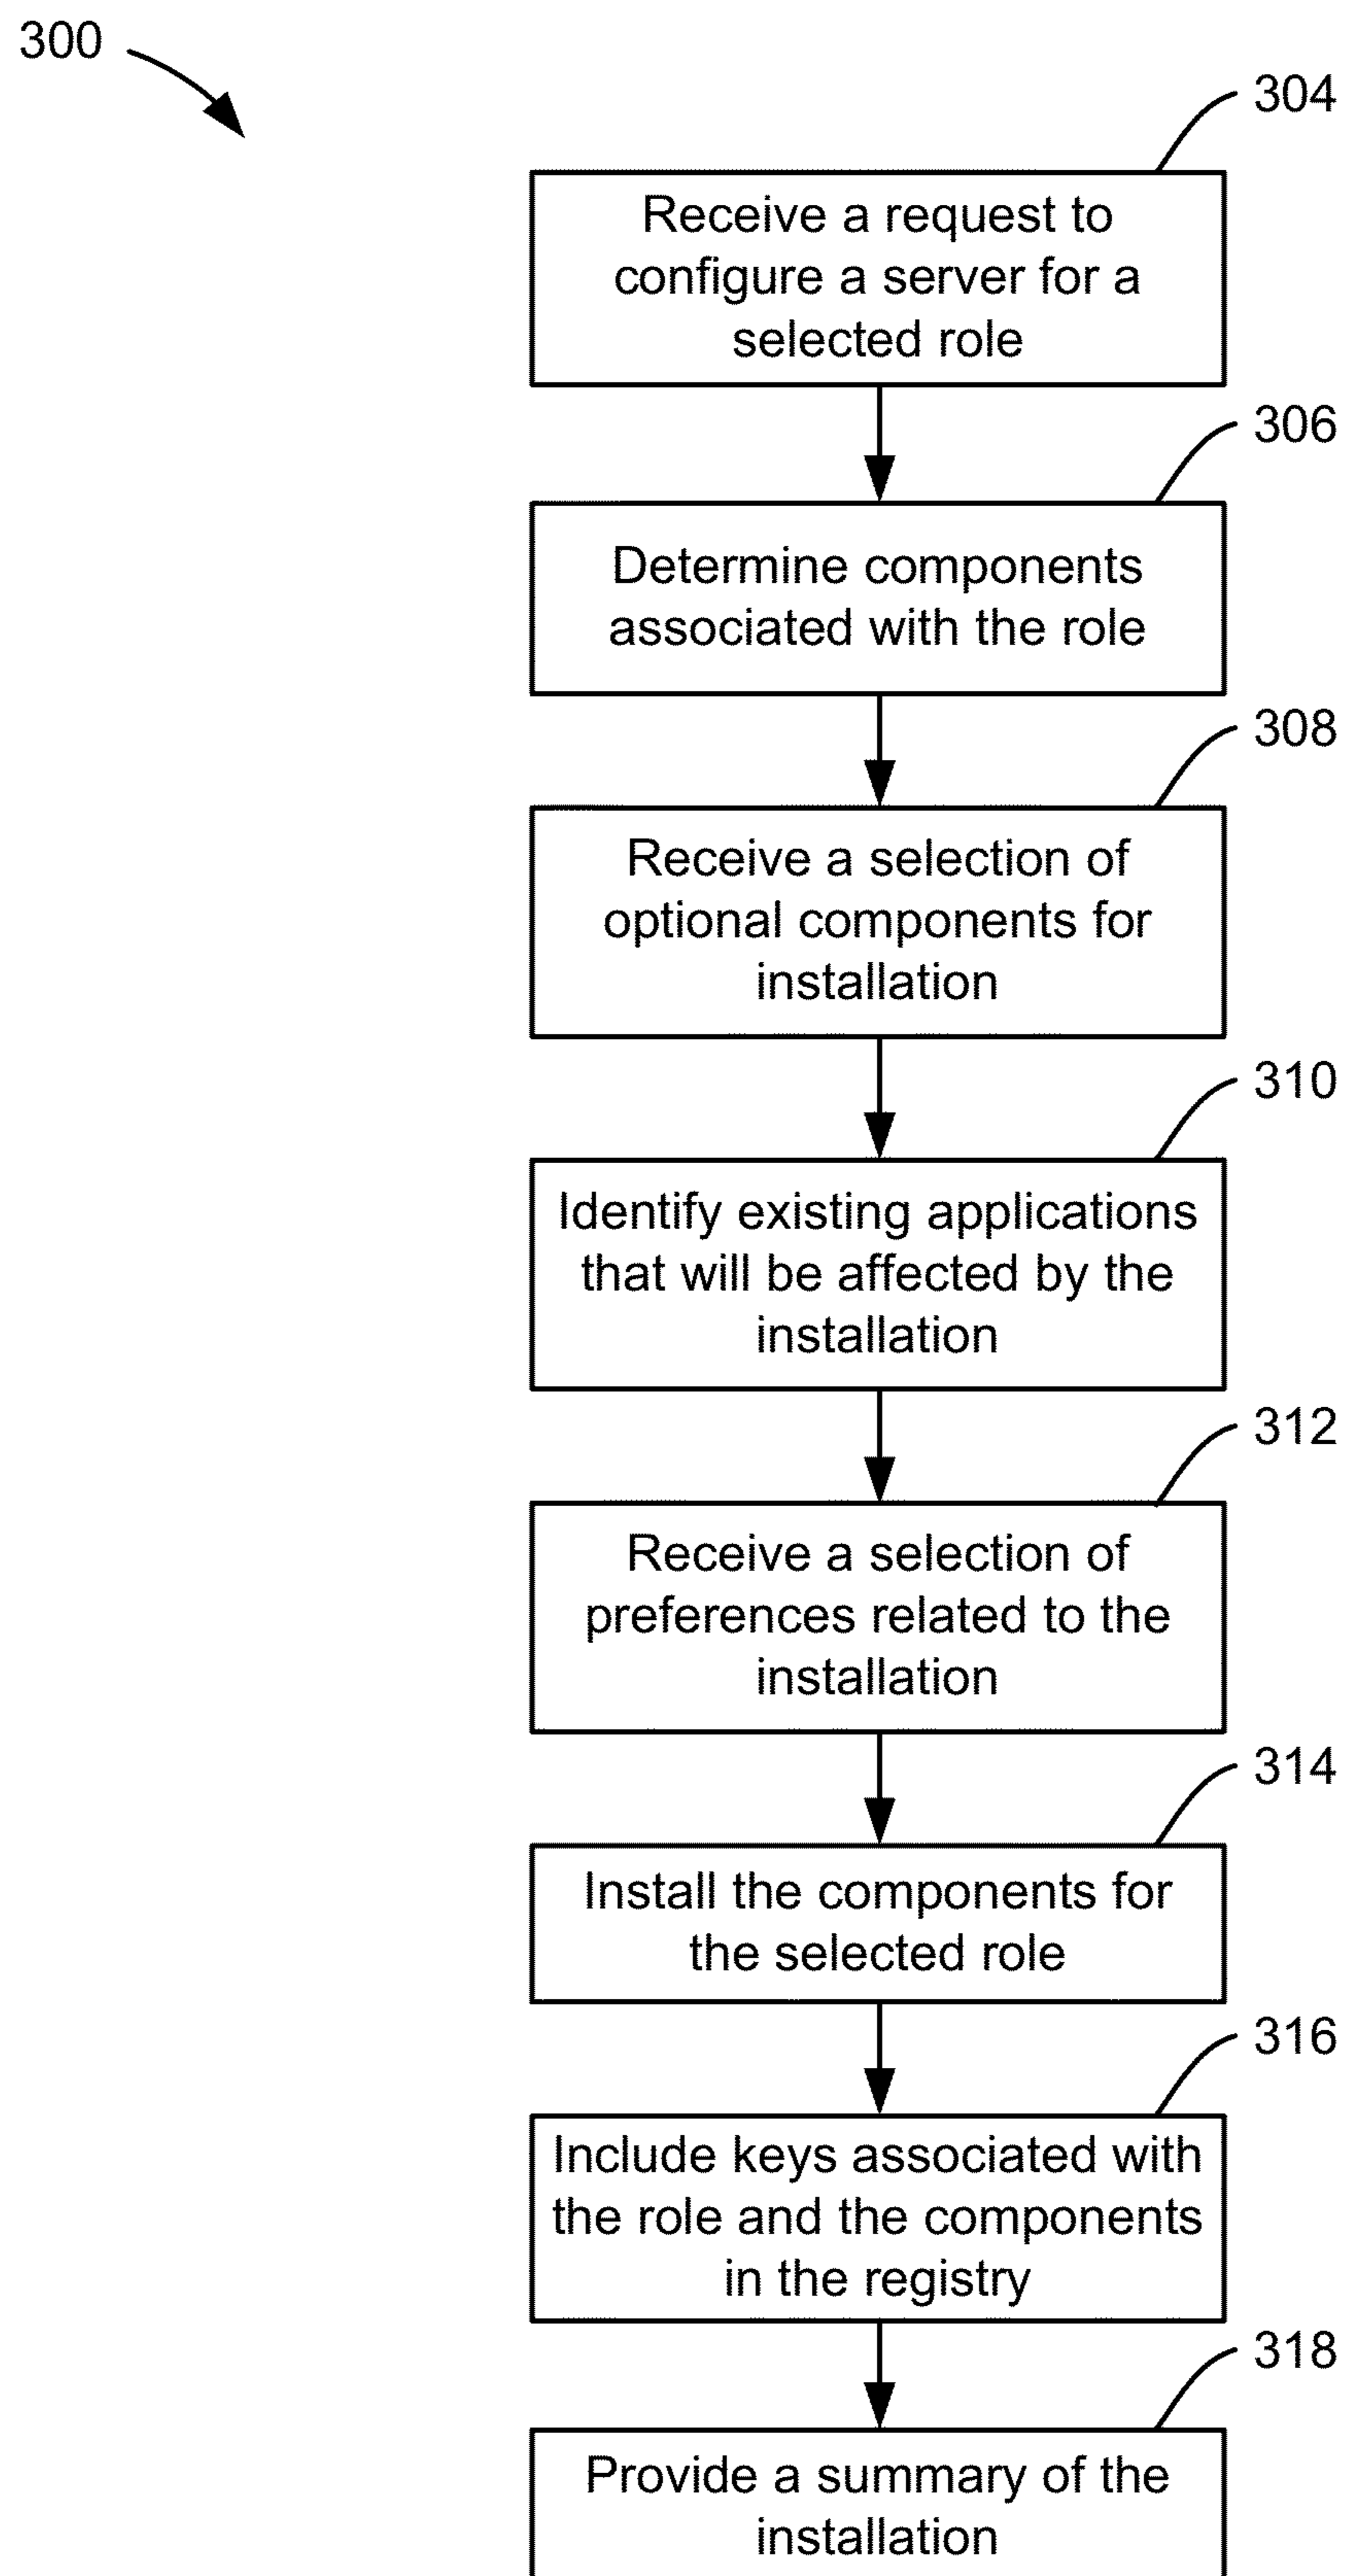 300
304
Receive a request to
configure a server for a
selected role
306
Determine components
associated with the role
308
Receive a selection of
optional components for
installation
310
Identify existing applications
that will be affected by the
installation
312
Receive a selection of
preferences related to the
installation
314
Install the components for
the selected role
316
Include keys associated with
the role and the components
in the registry
318
Provide a summary of the
installation